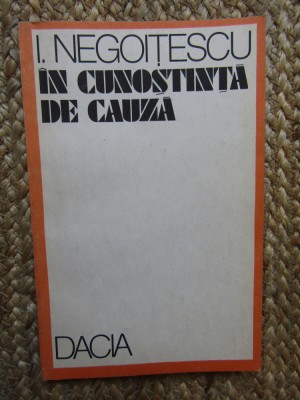 I. NEGOIȚESCU
ÎN CUNOȘTINȚĂ
DE CAUZĂ
DACIA